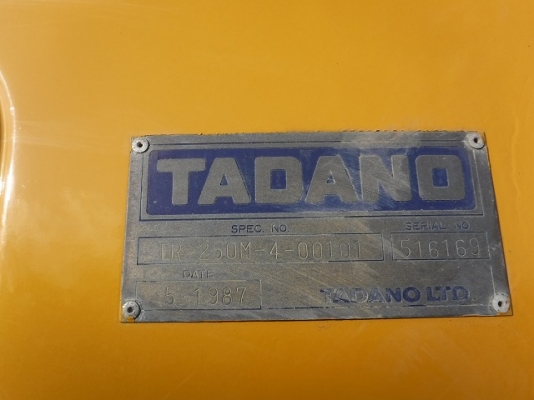 TADANO
SPEC. NO. SERIAL NO.
TR-250M-4-00101 516169
DATE
5. 1987 TADANO LTD